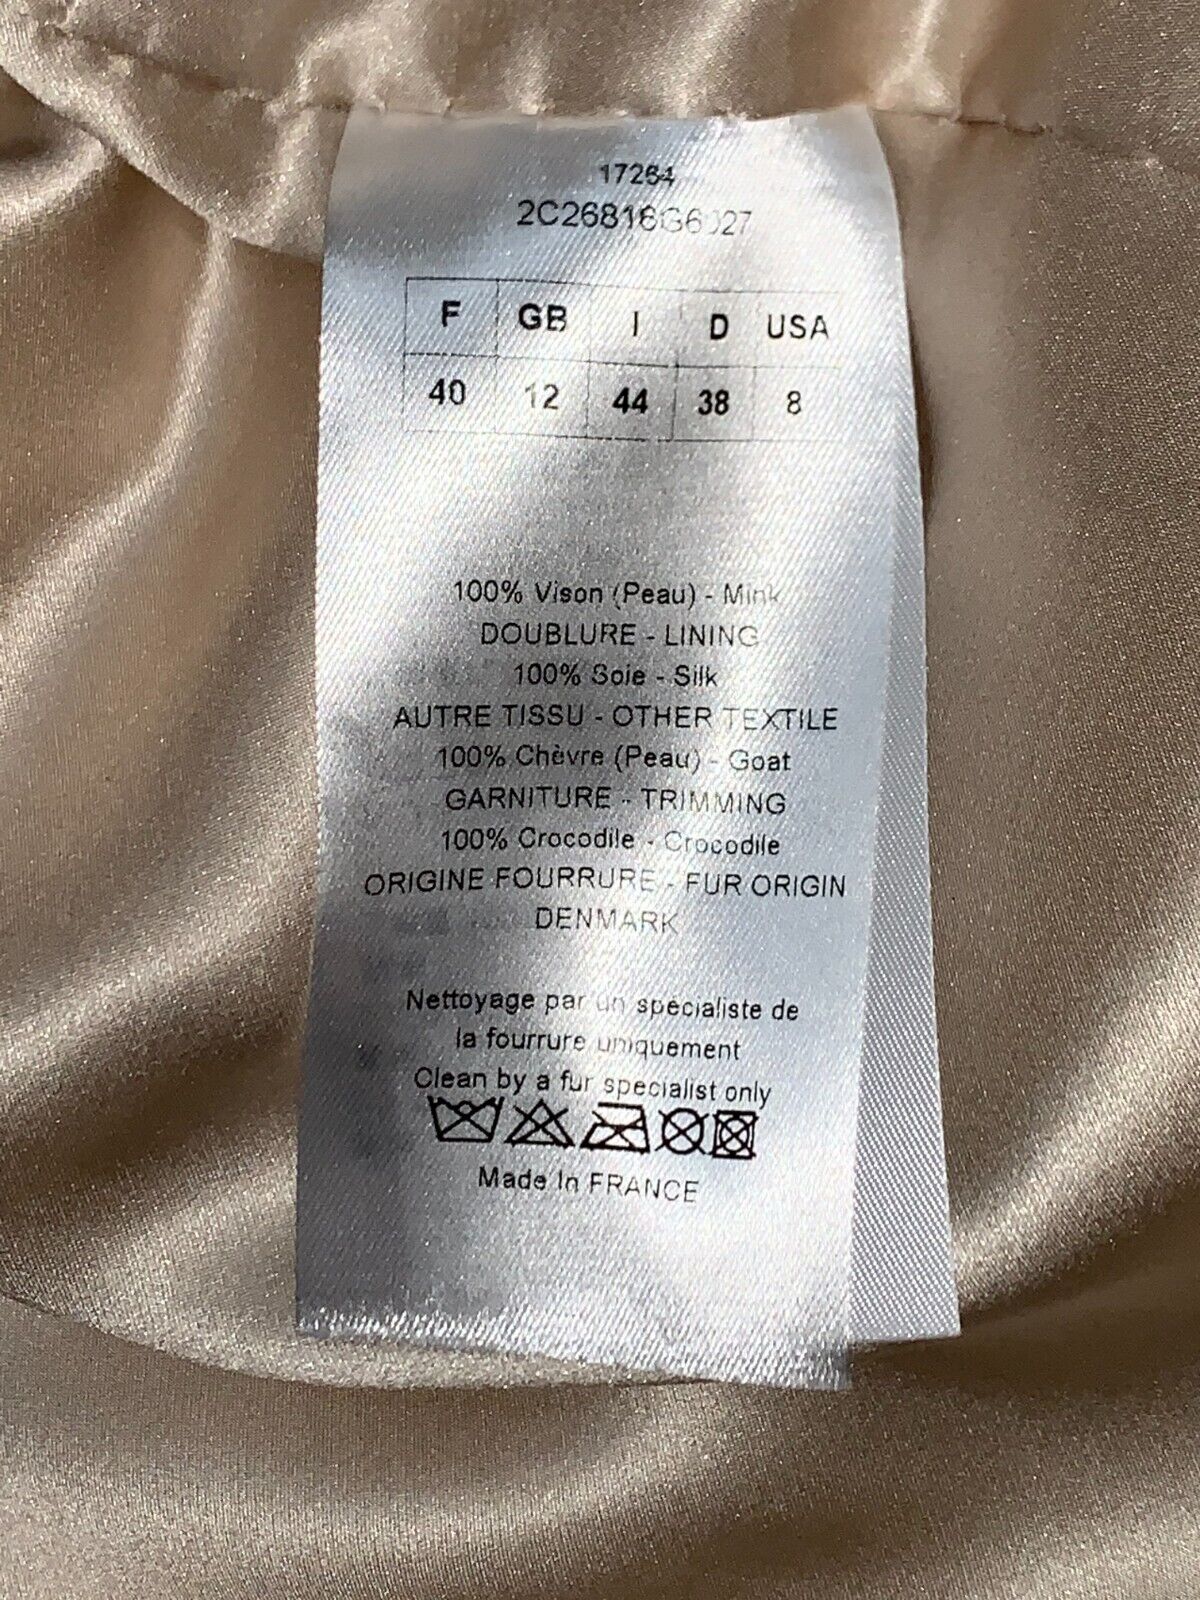 17264
F GB I D USA
40 12 44 38 8
100% Vison (Peau) - Mink
DOUBLURE - LINING
100% Soie - Silk
AUTRE TISSU - OTHER TEXTILE
100% Chèvre (Peau) - Goat
GARNITURE - TRIMMING
100% Crocodile - Crocodile
ORIGINE FOURRURE - FUR ORIGIN
DENMARK
Nettoyage par un spécialiste de
la fourrure uniquement
Clean by a fur specialist only
Made In FRANCE